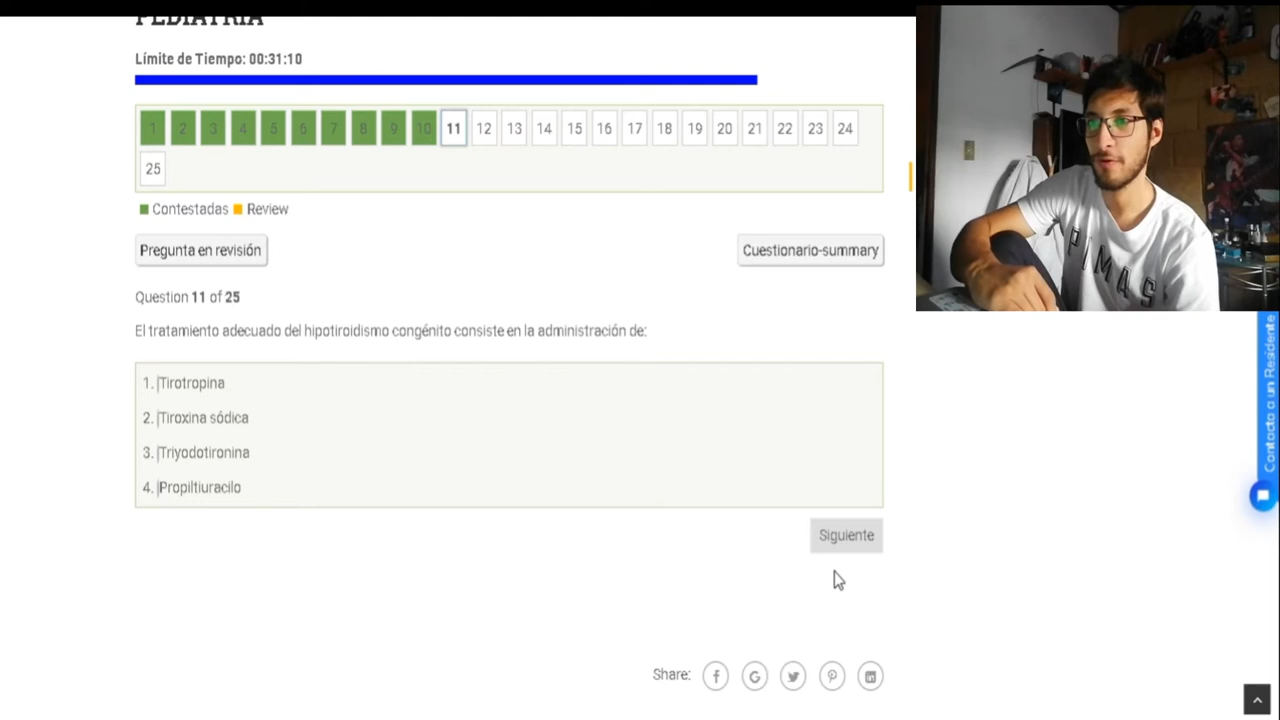 PEDIATRÍA
Límite de Tiempo: 00:31:10
1 2 3 4 5 6 7 8 9 10 11 12 13 14 15 16 17 18 19 20 21 22 23 24
25
Contestadas Review
Pregunta en revisión
Cuestionario-summary
Question 11 of 25
El tratamiento adecuado del hipotiroidismo congénito consiste en la administración de:
1. Tirotropina
2. Tiroxina sódica
3. Triyodotironina
4. Propiltiuracilo
Siguiente
Share:
Contacta a un Residente
PIMAS